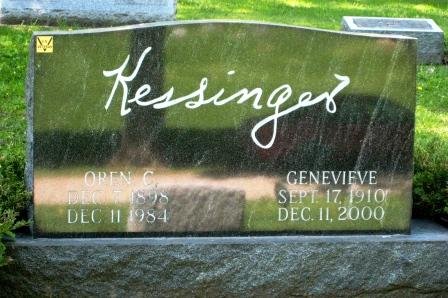 Kessinger
OREN C.
DEC. 7, 1898
DEC. 11, 1984
GENEVIEVE
SEPT. 17, 1910
DEC. 11, 2000